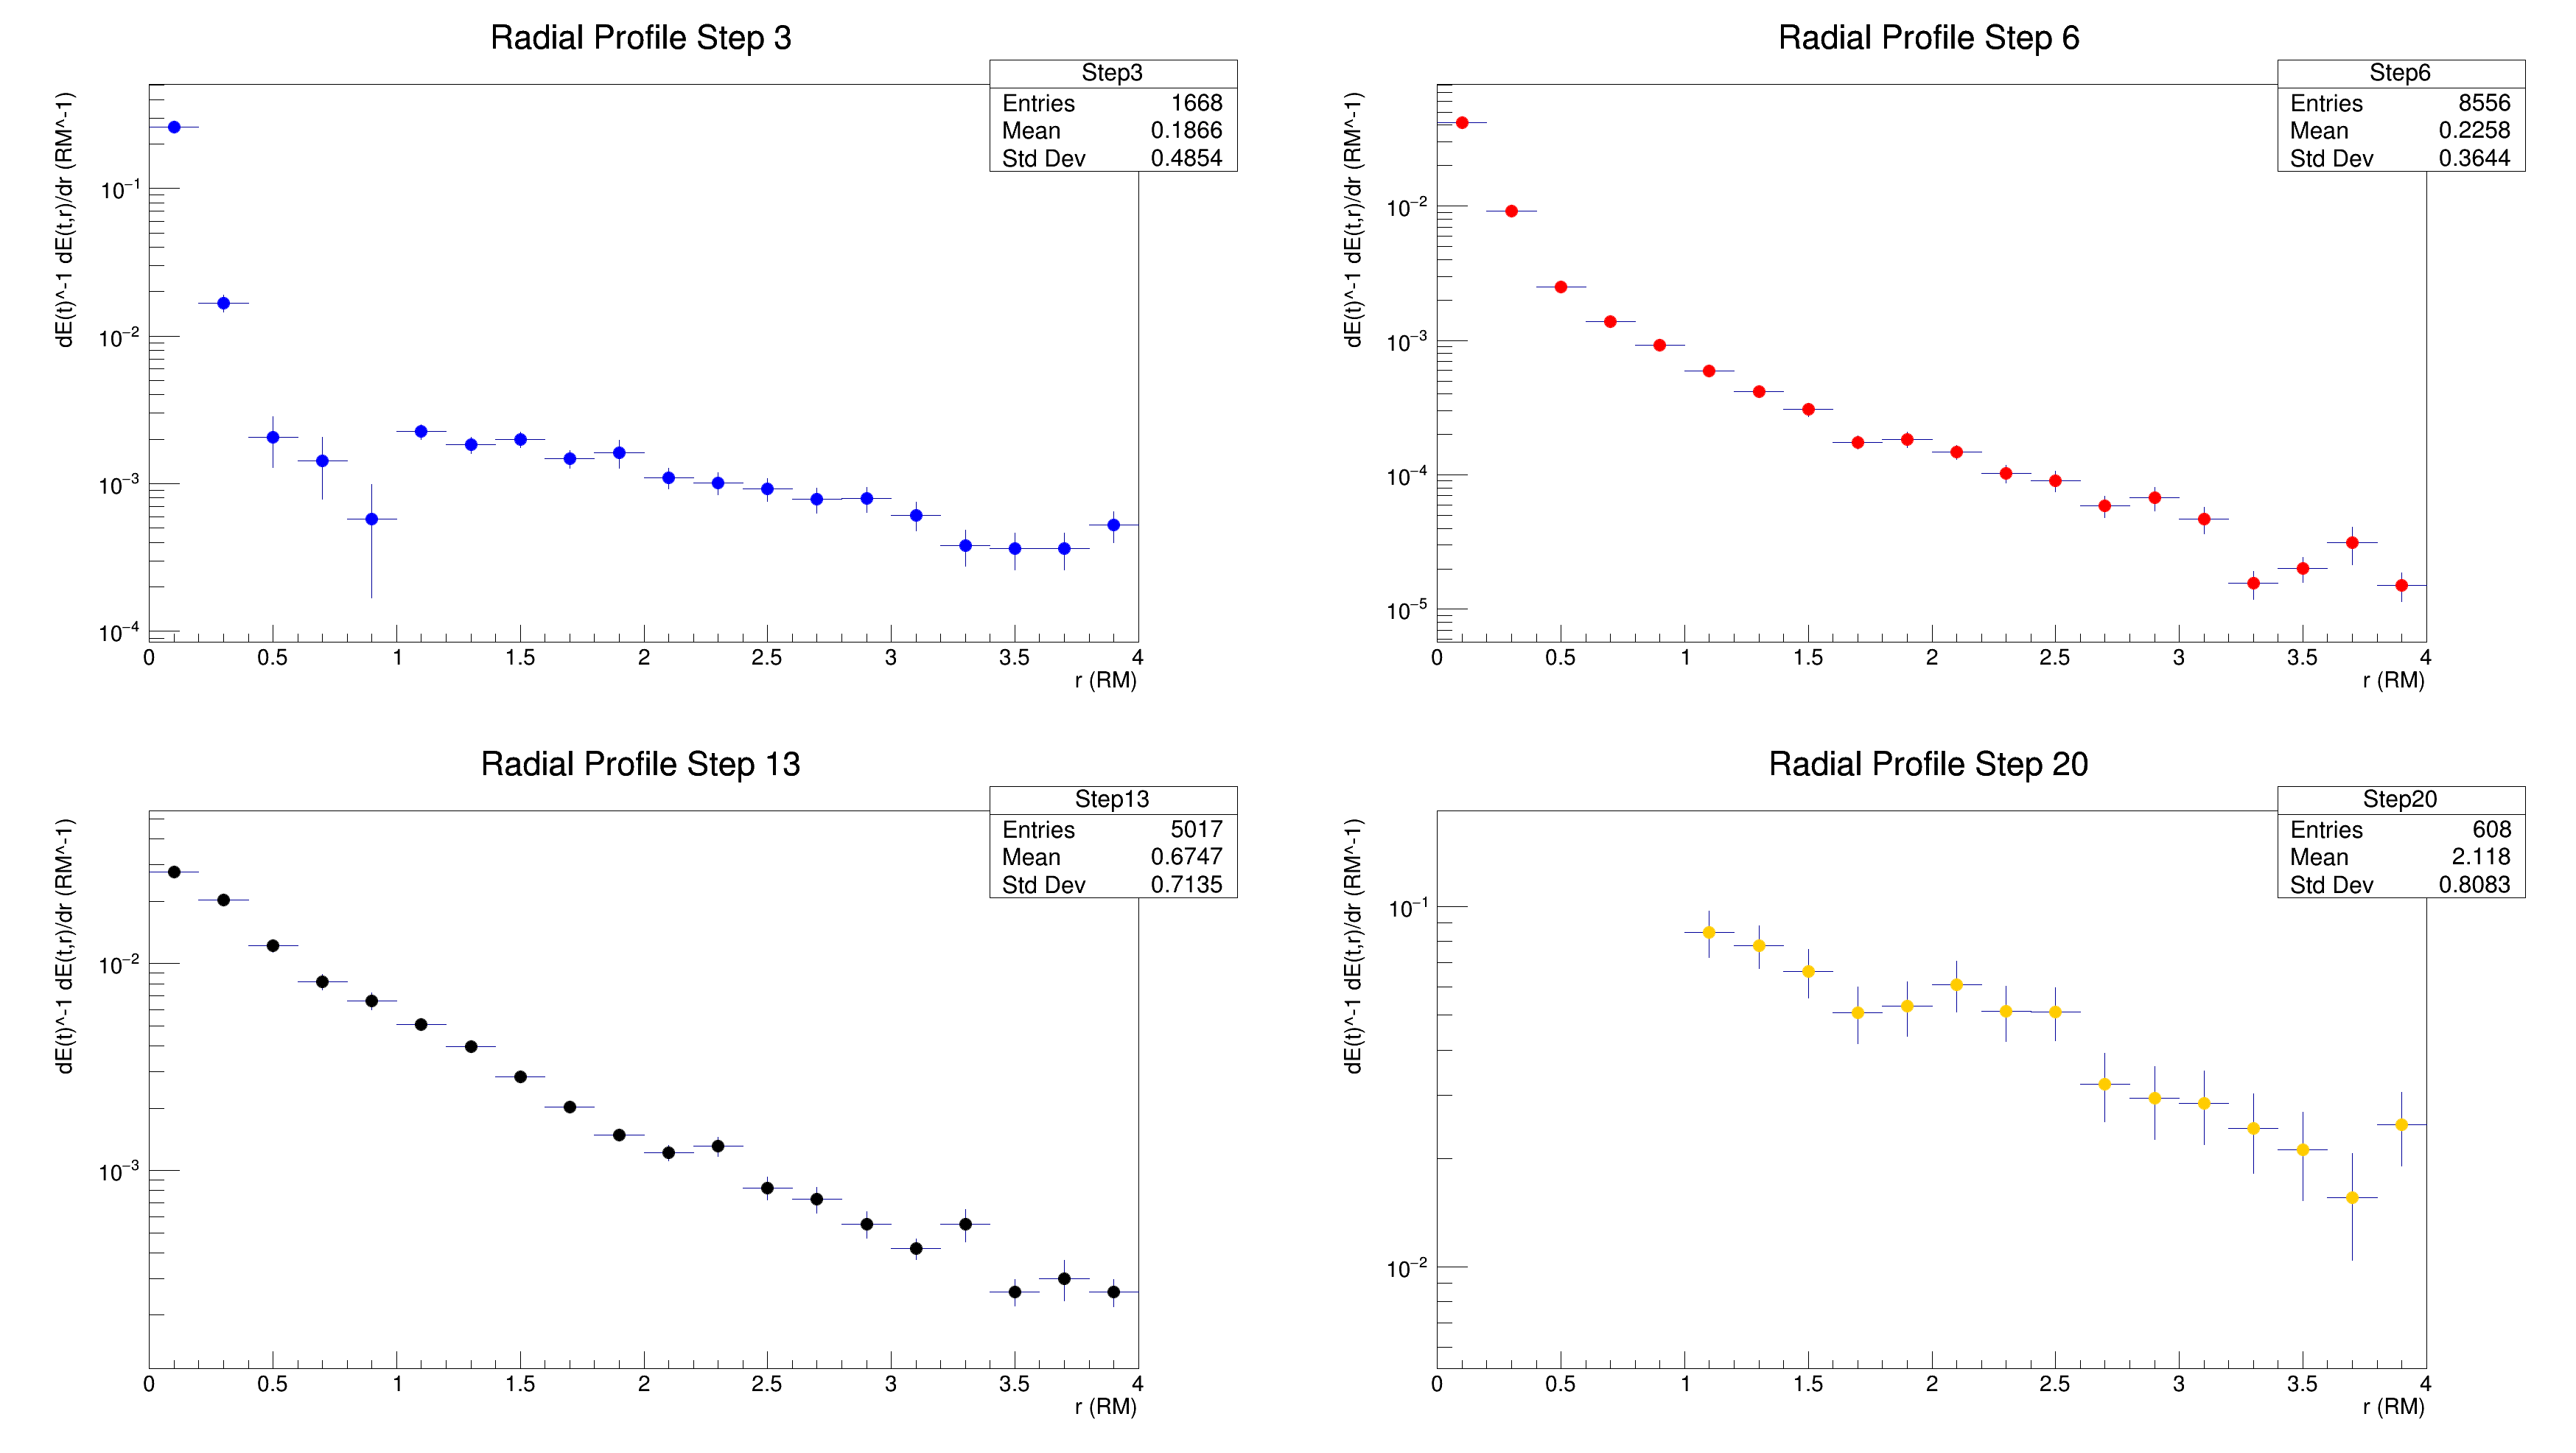 Radial Profile Step 3
Step3
Entries 1668
Mean 0.1866
Std Dev 0.4854
dE(t)^-1 dE(t,r)/dr (RM^-1)
10⁻¹
10⁻²
10⁻³
10⁻⁴
0 0.5 1 1.5 2 2.5 3 3.5 4
r (RM)
Radial Profile Step 6
Step6
Entries 8556
Mean 0.2258
Std Dev 0.3644
dE(t)^-1 dE(t,r)/dr (RM^-1)
10⁻²
10⁻³
10⁻⁴
10⁻⁵
0 0.5 1 1.5 2 2.5 3 3.5 4
r (RM)
Radial Profile Step 13
Step13
Entries 5017
Mean 0.6747
Std Dev 0.7135
dE(t)^-1 dE(t,r)/dr (RM^-1)
10⁻²
10⁻³
0 0.5 1 1.5 2 2.5 3 3.5 4
r (RM)
Radial Profile Step 20
Step20
Entries 608
Mean 2.118
Std Dev 0.8083
dE(t)^-1 dE(t,r)/dr (RM^-1)
10⁻¹
10⁻²
0 0.5 1 1.5 2 2.5 3 3.5 4
r (RM)